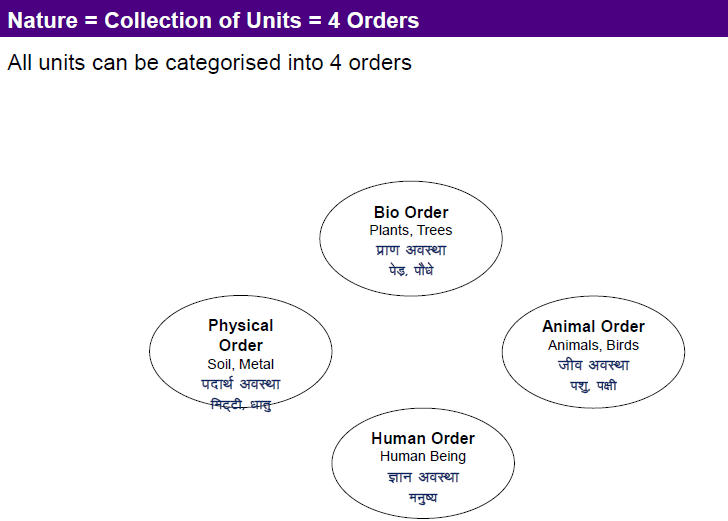 Nature = Collection of Units = 4 Orders
All units can be categorised into 4 orders
Bio Order
Plants, Trees
प्राण अवस्था
पेड़, पौधे
Physical
Order
Soil, Metal
पदार्थ अवस्था
मिट्टी, धातु
Animal Order
Animals, Birds
जीव अवस्था
पशु, पक्षी
Human Order
Human Being
ज्ञान अवस्था
मनुष्य